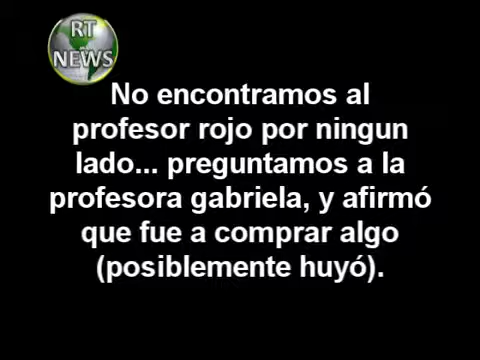 RT
NEWS
No encontramos al
profesor rojo por ningun
lado... preguntamos a la
profesora gabriela, y afirmó
que fue a comprar algo
(posiblemente huyó).